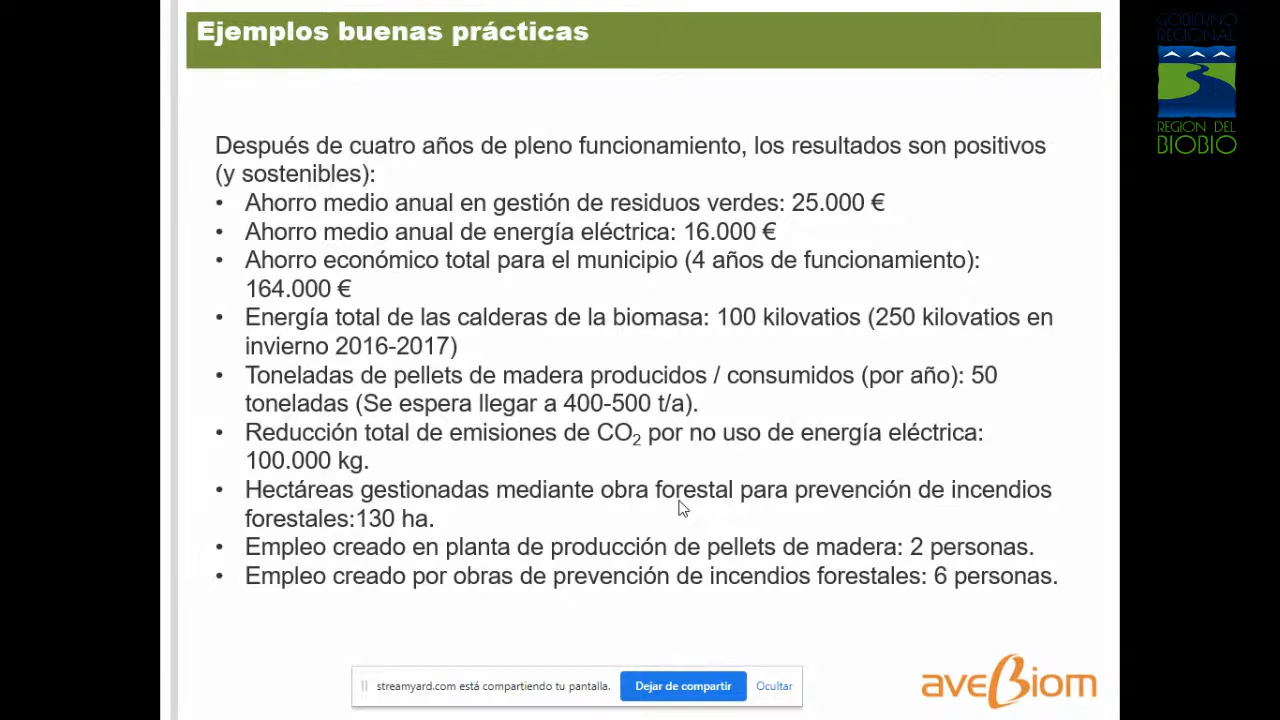 Ejemplos buenas prácticas
GOBIERNO
REGIONAL
REGION DEL
BIOBIO
Después de cuatro años de pleno funcionamiento, los resultados son positivos
(y sostenibles):
• Ahorro medio anual en gestión de residuos verdes: 25.000 €
• Ahorro medio anual de energía eléctrica: 16.000 €
• Ahorro económico total para el municipio (4 años de funcionamiento):
164.000 €
• Energía total de las calderas de la biomasa: 100 kilovatios (250 kilovatios en
invierno 2016-2017)
• Toneladas de pellets de madera producidos / consumidos (por año): 50
toneladas (Se espera llegar a 400-500 t/a).
• Reducción total de emisiones de CO₂ por no uso de energía eléctrica:
100.000 kg.
• Hectáreas gestionadas mediante obra forestal para prevención de incendios
forestales:130 ha.
• Empleo creado en planta de producción de pellets de madera: 2 personas.
• Empleo creado por obras de prevención de incendios forestales: 6 personas.
streamyard.com está compartiendo tu pantalla. Dejar de compartir Ocultar
aveBiom